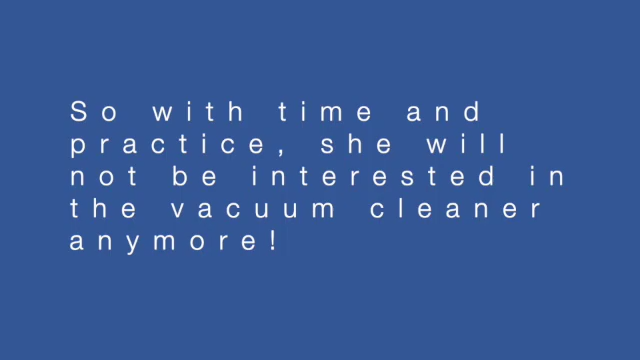 So with time and
practice, she will
not be interested in
the vacuum cleaner
anymore!